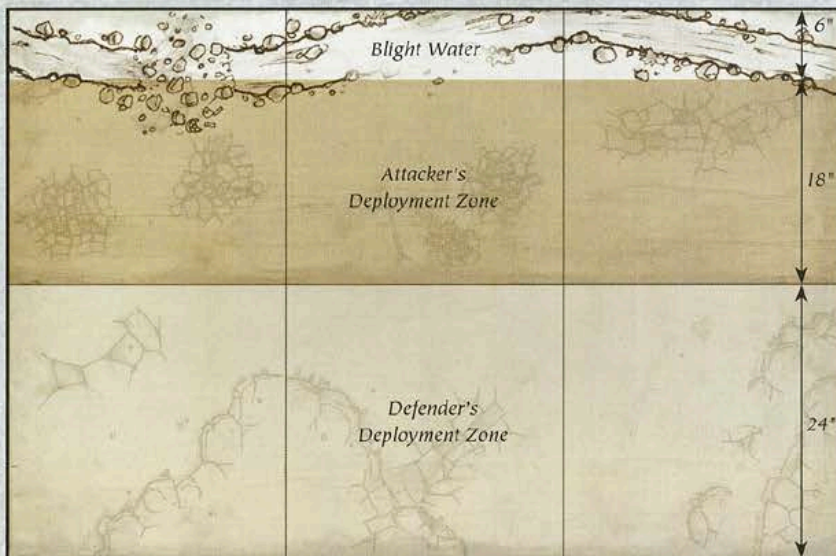 6"
Blight Water
Attacker's
Deployment Zone
18"
Defender's
Deployment Zone
24"